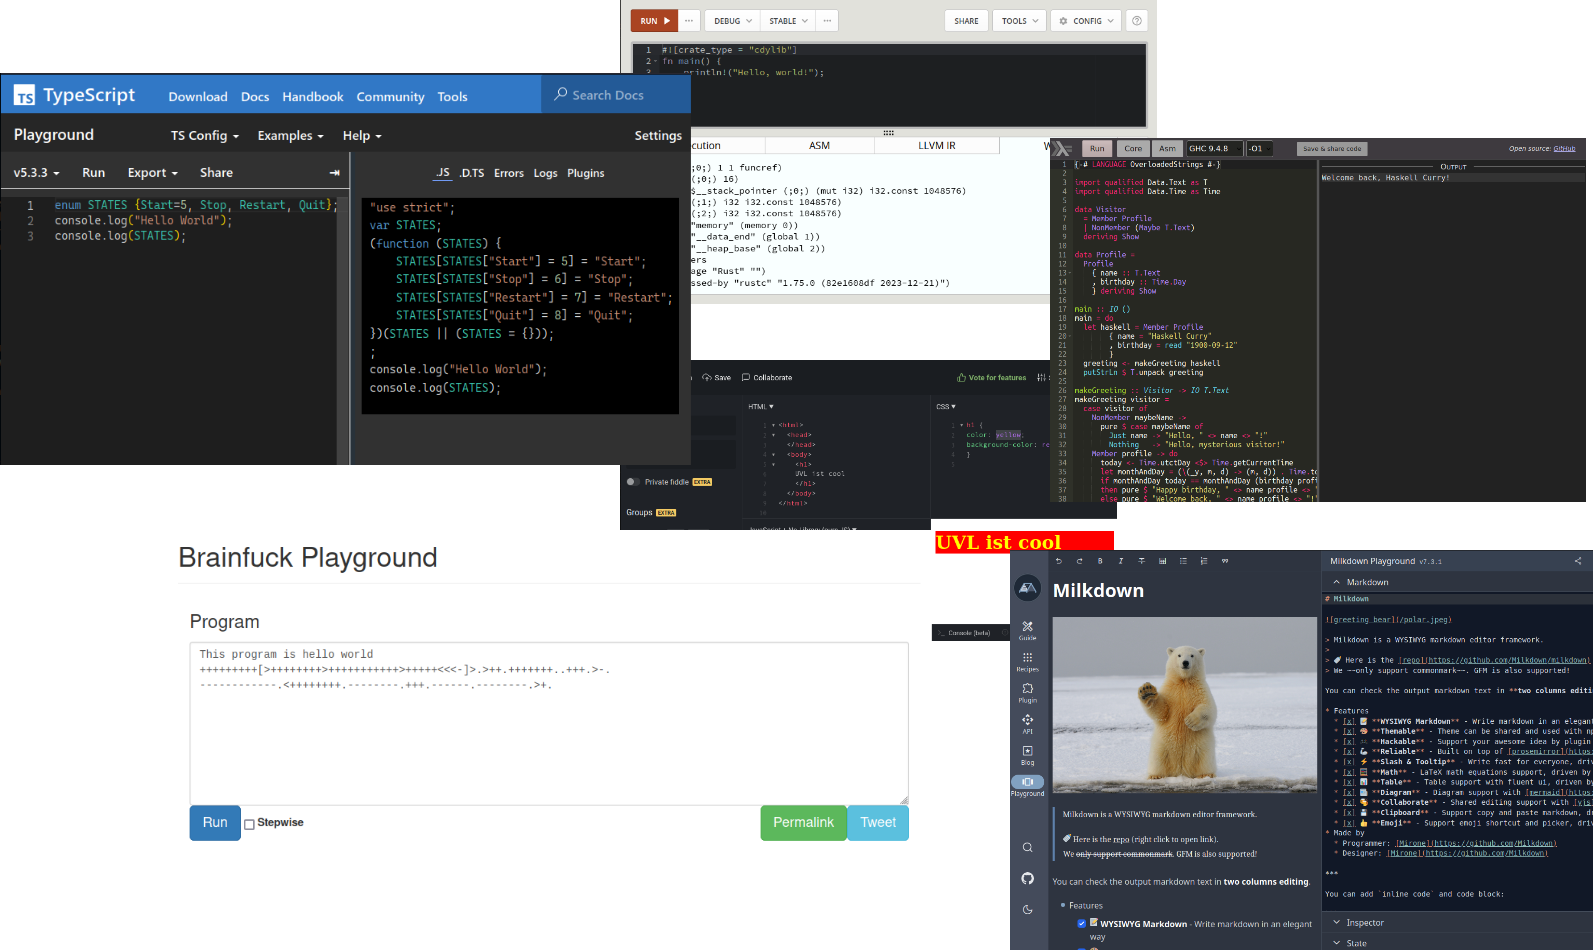 RUN
DEBUG
STABLE
SHARE
TOOLS
CONFIG
1 #![crate_type = "cdylib"]
2 fn main() {
3 println!("Hello, world!");
cution
ASM
LLVM IR
W
;0;) 1 1 funcref)
(;0;) 16)
$__stack_pointer (;0;) (mut i32) i32.const 1048576)
(;1;) i32 i32.const 1048576)
(;2;) i32 i32.const 1048576)
"memory" (memory 0))
"__data_end" (global 1))
"__heap_base" (global 2))
ers
age "Rust" "")
ssed-by "rustc" "1.75.0 (82e1608df 2023-12-21)")
TS TypeScript
Download Docs Handbook Community Tools
Search Docs
Playground
TS Config Examples Help
Settings
v5.3.3 Run Export Share
.JS .D.TS Errors Logs Plugins
1 enum STATES {Start=5, Stop, Restart, Quit};
2 console.log("Hello World");
3 console.log(STATES);
"use strict";
var STATES;
(function (STATES) {
STATES[STATES["Start"] = 5] = "Start";
STATES[STATES["Stop"] = 6] = "Stop";
STATES[STATES["Restart"] = 7] = "Restart";
STATES[STATES["Quit"] = 8] = "Quit";
})(STATES || (STATES = {}));
;
console.log("Hello World");
console.log(STATES);
Run Core Asm GHC 9.4.8 -O1 Save & share code
Open source: GitHub
OUTPUT
Welcome back, Haskell Curry!
1 {-# LANGUAGE OverloadedStrings #-}
2
3 import qualified Data.Text as T
4 import qualified Data.Time as Time
5
6 data Visitor
7 = Member Profile
8 | NonMember (Maybe T.Text)
9 deriving Show
10
11 data Profile =
12 Profile
13 { name :: T.Text
14 , birthday :: Time.Day
15 } deriving Show
16
17 main :: IO ()
18 main = do
19 let haskell = Member Profile
20 { name = "Haskell Curry"
21 , birthday = read "1900-09-12"
22 }
23 greeting <- makeGreeting haskell
24 putStrLn $ T.unpack greeting
25
26 makeGreeting :: Visitor -> IO T.Text
27 makeGreeting visitor =
28 case visitor of
29 NonMember maybeName ->
30 pure $ case maybeName of
31 Just name -> "Hello, " <> name <> "!"
32 Nothing -> "Hello, mysterious visitor!"
33 Member profile -> do
34 today <- Time.utctDay <$> Time.getCurrentTime
35 let monthAndDay = (\(_y, m, d) -> (m, d)) . Time.to
36 if monthAndDay today == monthAndDay (birthday prof
37 then pure $ "Happy birthday, " <> name profile <> "
38 else pure $ "Welcome back, " <> name profile <> "!
Save Collaborate
Vote for features
HTML
1 <html>
2 <head>
3 </head>
4 <body>
5 <h1>
6 UVL ist cool
7 </h1>
8 </body>
9 </html>
10
CSS
1 h1 {
2 color: yellow;
3 background-color: re
4 }
5
Private fiddle EXTRA
Groups EXTRA
UVL ist cool
Console (beta)
Brainfuck Playground
Program
This program is hello world
+++++++++[>++++++++>+++++++++++>+++++<<<-]>.>++.+++++++..+++.>-.
------------.<++++++++.--------.+++.------.--------.>+.
Run
Stepwise
Permalink
Tweet
Guide
Recipes
Plugin
API
Blog
Playground
Milkdown
Milkdown is a WYSIWYG markdown editor framework.
Here is the repo (right click to open link).
We only support commonmark. GFM is also supported!
You can check the output markdown text in two columns editing.
Features
WYSIWYG Markdown - Write markdown in an elegant
way
Milkdown Playground v7.3.1
Markdown
# Milkdown
![greeting bear](/polar.jpeg)
> Milkdown is a WYSIWYG markdown editor framework.
>
> 🍼 Here is the [repo](https://github.com/Milkdown/milkdown)
> We ~~only support commonmark~~. GFM is also supported!
You can check the output markdown text in **two columns editi
* Features
* [x] 📝 **WYSIWYG Markdown** - Write markdown in an elegant
* [x] 🎨 **Themable** - Theme can be shared and used with np
* [x] 🎮 **Hackable** - Support your awesome idea by plugin
* [x] 🦾 **Reliable** - Built on top of [prosemirror](https:
* [x] ⚡ **Slash & Tooltip** - Write fast for everyone, driv
* [x] 🧮 **Math** - LaTeX math equations support, driven by
* [x] 📊 **Table** - Table support with fluent ui, driven by
* [x] 📰 **Diagram** - Diagram support with [mermaid](https:
* [x] 🍻 **Collaborate** - Shared editing support with [yjs]
* [x] 💾 **Clipboard** - Support copy and paste markdown, dr
* [x] 👍 **Emoji** - Support emoji shortcut and picker, driv
* Made by
* Programmer: [Mirone](https://github.com/Milkdown)
* Designer: [Mirone](https://github.com/Milkdown)
***
You can add `inline code` and code block:
Inspector
State